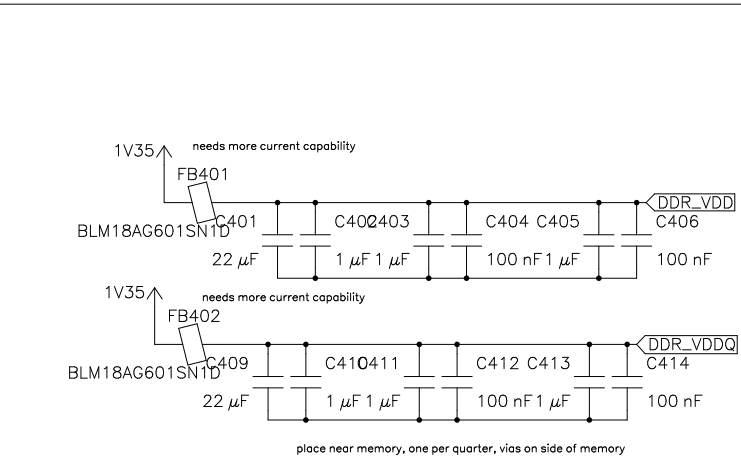 1V35
needs more current capability
FB401
DDR_VDD
C401
C402
C403
C404
C405
C406
BLM18AG601SN1D
22 µF
1 µF
1 µF
100 nF
1 µF
100 nF
1V35
needs more current capability
FB402
DDR_VDDQ
C409
C410
C411
C412
C413
C414
BLM18AG601SN1D
22 µF
1 µF
1 µF
100 nF
1 µF
100 nF
place near memory, one per quarter, vias on side of memory